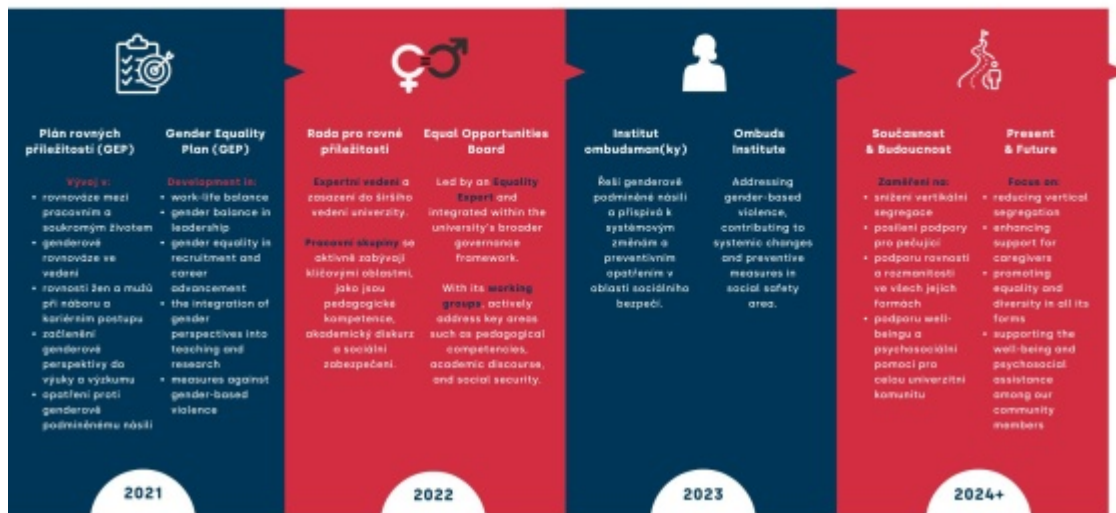 Plán rovných
příležitostí (GEP)
Vývoj v:
• rovnováze mezi
pracovním a
soukromým životem
• genderové
rovnováze ve
vedení
• rovnosti žen a mužů
při náboru a
kariérním postupu
• začlenění
genderové
perspektivy do
výuky a výzkumu
• opatření proti
genderově
podmíněnému násilí
Gender Equality
Plan (GEP)
Development in:
• work-life balance
• gender balance in
leadership
• gender equality in
recruitment and
career
advancement
• the integration of
gender
perspectives into
teaching and
research
• measures against
gender-based
violence
2021
Rada pro rovné
příležitosti
Expertní vedení a
zasazení do širšího
vedení univerzity.
Pracovní skupiny se
aktivně zabývají
klíčovými oblastmi,
jako jsou
pedagogické
kompetence,
akademický diskurz
a sociální
zabezpečení.
Equal Opportunities
Board
Led by an Equality
Expert and
integrated within the
university's broader
governance
framework.
With its working
groups, actively
address key areas
such as pedagogical
competencies,
academic discourse,
and social security.
2022
Institut
ombudsman(ky)
Řeší genderově
podmíněné násilí
a přispívá k
systémovým
změnám a
preventivním
opatřením v
oblasti sociálního
bezpečí.
Ombuds
Institute
Addressing
gender-based
violence,
contributing to
systemic changes
and preventive
measures in
social safety
area.
2023
Současnost
& Budoucnost
Zaměření na:
• snížení vertikální
segregace
• posílení podpory
pro pečující
• podporu rovnosti
a rozmanitosti
ve všech jejich
formách
• podporu well-
beingu a
psychosociální
pomoci pro
celou univerzitní
komunitu
Present
& Future
Focus on:
• reducing vertical
segregation
• enhancing
support for
caregivers
• promoting
equality and
diversity in all its
forms
• supporting the
well-being and
psychosocial
assistance
among our
community
members
2024+